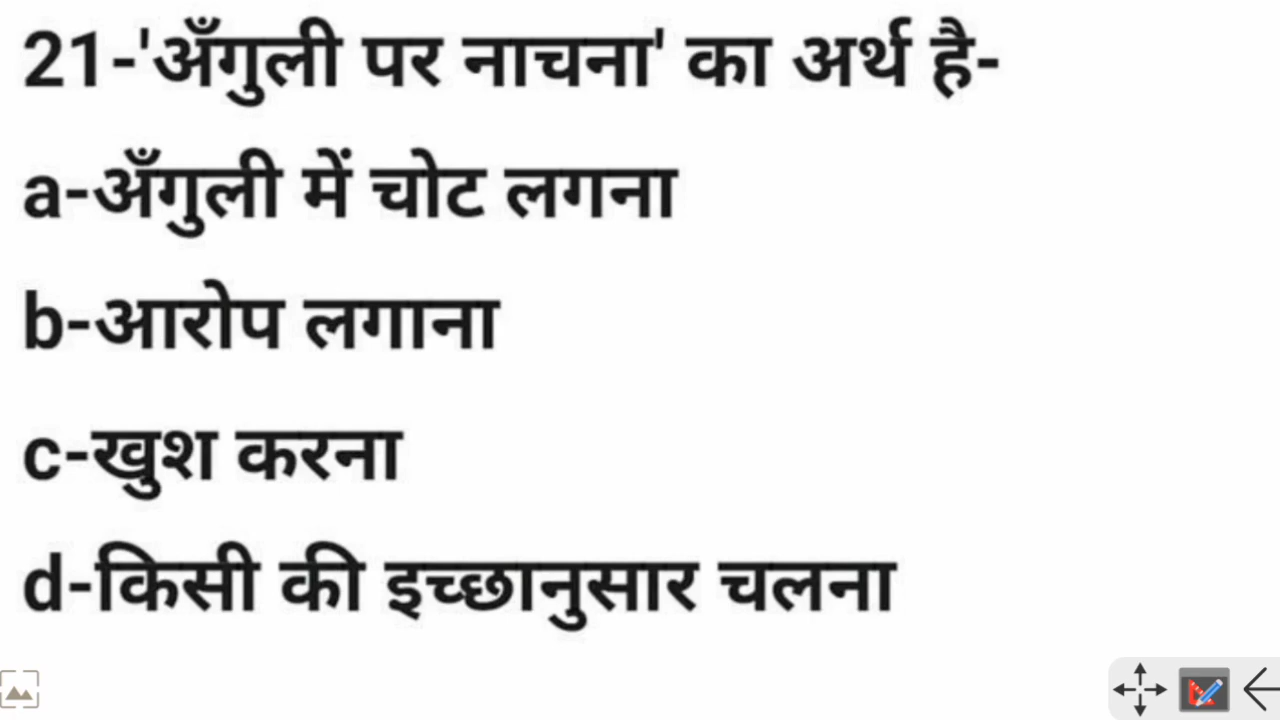 21-'अँगुली पर नाचना' का अर्थ है-
a-अँगुली में चोट लगना
b-आरोप लगाना
c-खुश करना
d-किसी की इच्छानुसार चलना